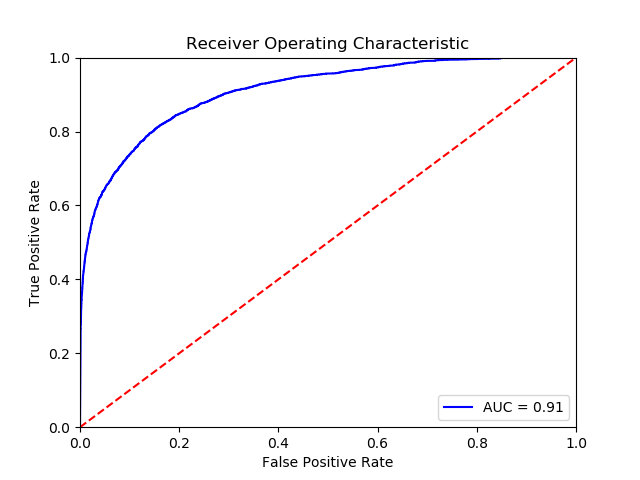 Receiver Operating Characteristic
1.0
0.8
0.6
0.4
0.2
0.0
True Positive Rate
AUC = 0.91
0.0 0.2 0.4 0.6 0.8 1.0
False Positive Rate